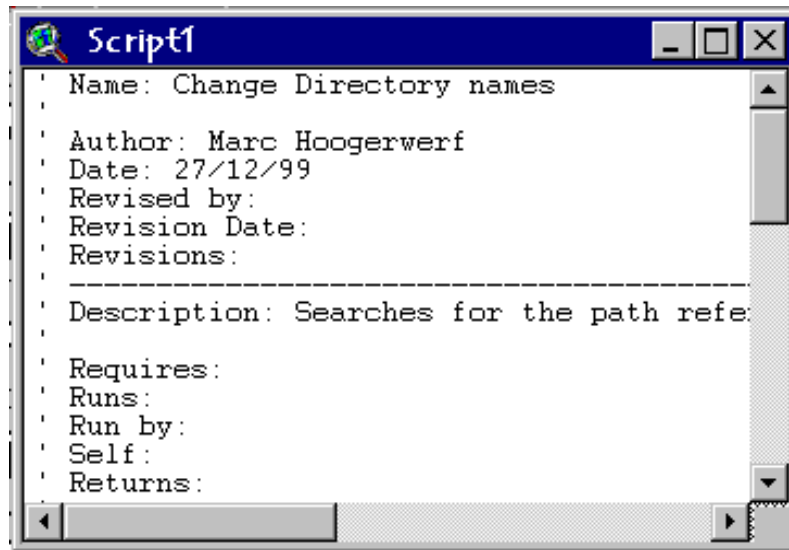 Script1
' Name: Change Directory names
'
' Author: Marc Hoogerwerf
' Date: 27/12/99
' Revised by:
' Revision Date:
' Revisions:
' ----------------------------------------
' Description: Searches for the path refe
'
' Requires:
' Runs:
' Run by:
' Self:
' Returns:
'